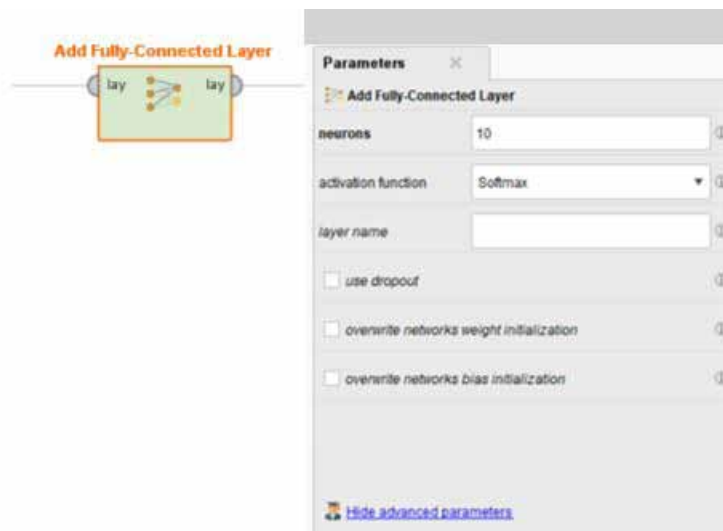 Add Fully-Connected Layer
lay lay
Parameters
Add Fully-Connected Layer
neurons 10
activation function Softmax
layer name
use dropout
overwrite networks weight initialization
overwrite networks bias initialization
Hide advanced parameters